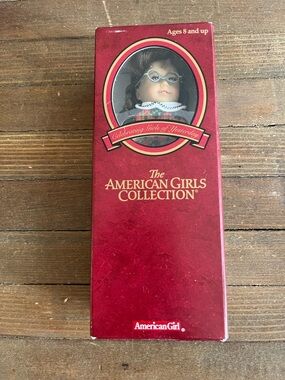 Ages 8 and up
Celebrating Girls of Yesterday
The
AMERICAN GIRLS
COLLECTION®
American Girl®